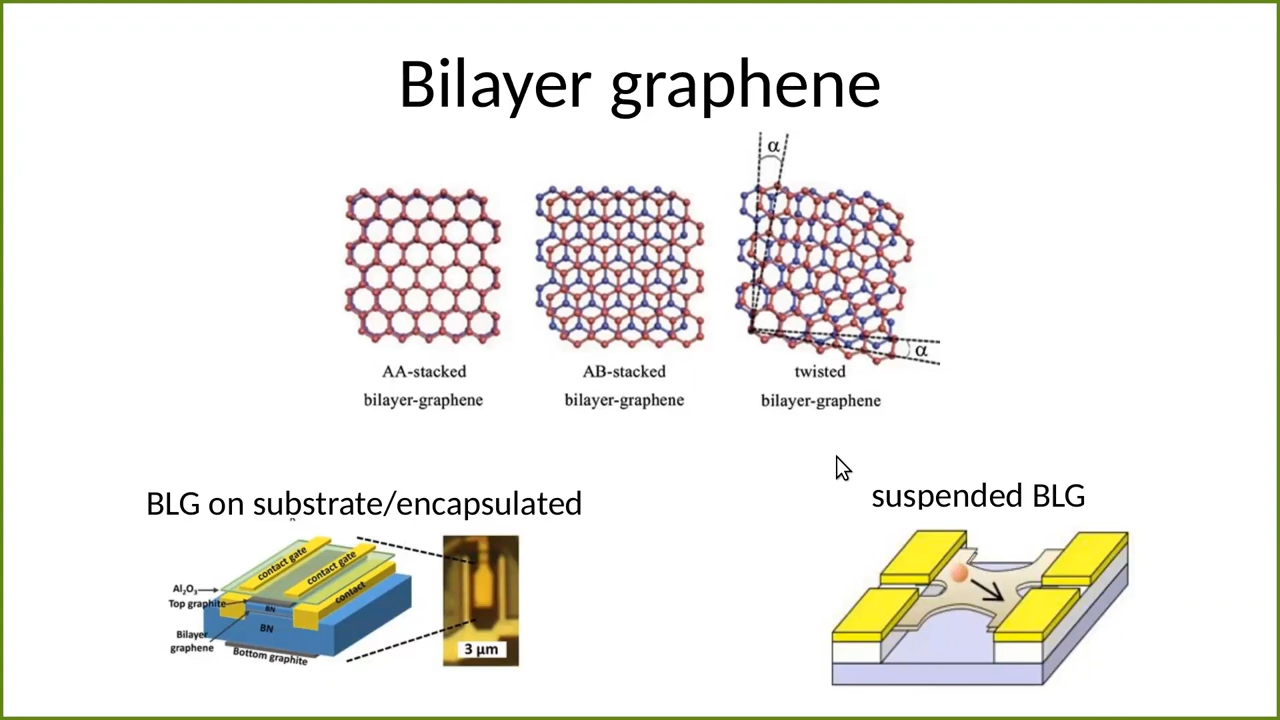 Bilayer graphene
α
α
AA-stacked
bilayer-graphene
AB-stacked
bilayer-graphene
twisted
bilayer-graphene
BLG on substrate/encapsulated
suspended BLG
contact gate
contact gate
contact
Al₂O₃
Top graphite
BN
BN
Bilayer
graphene
Bottom graphite
3 μm